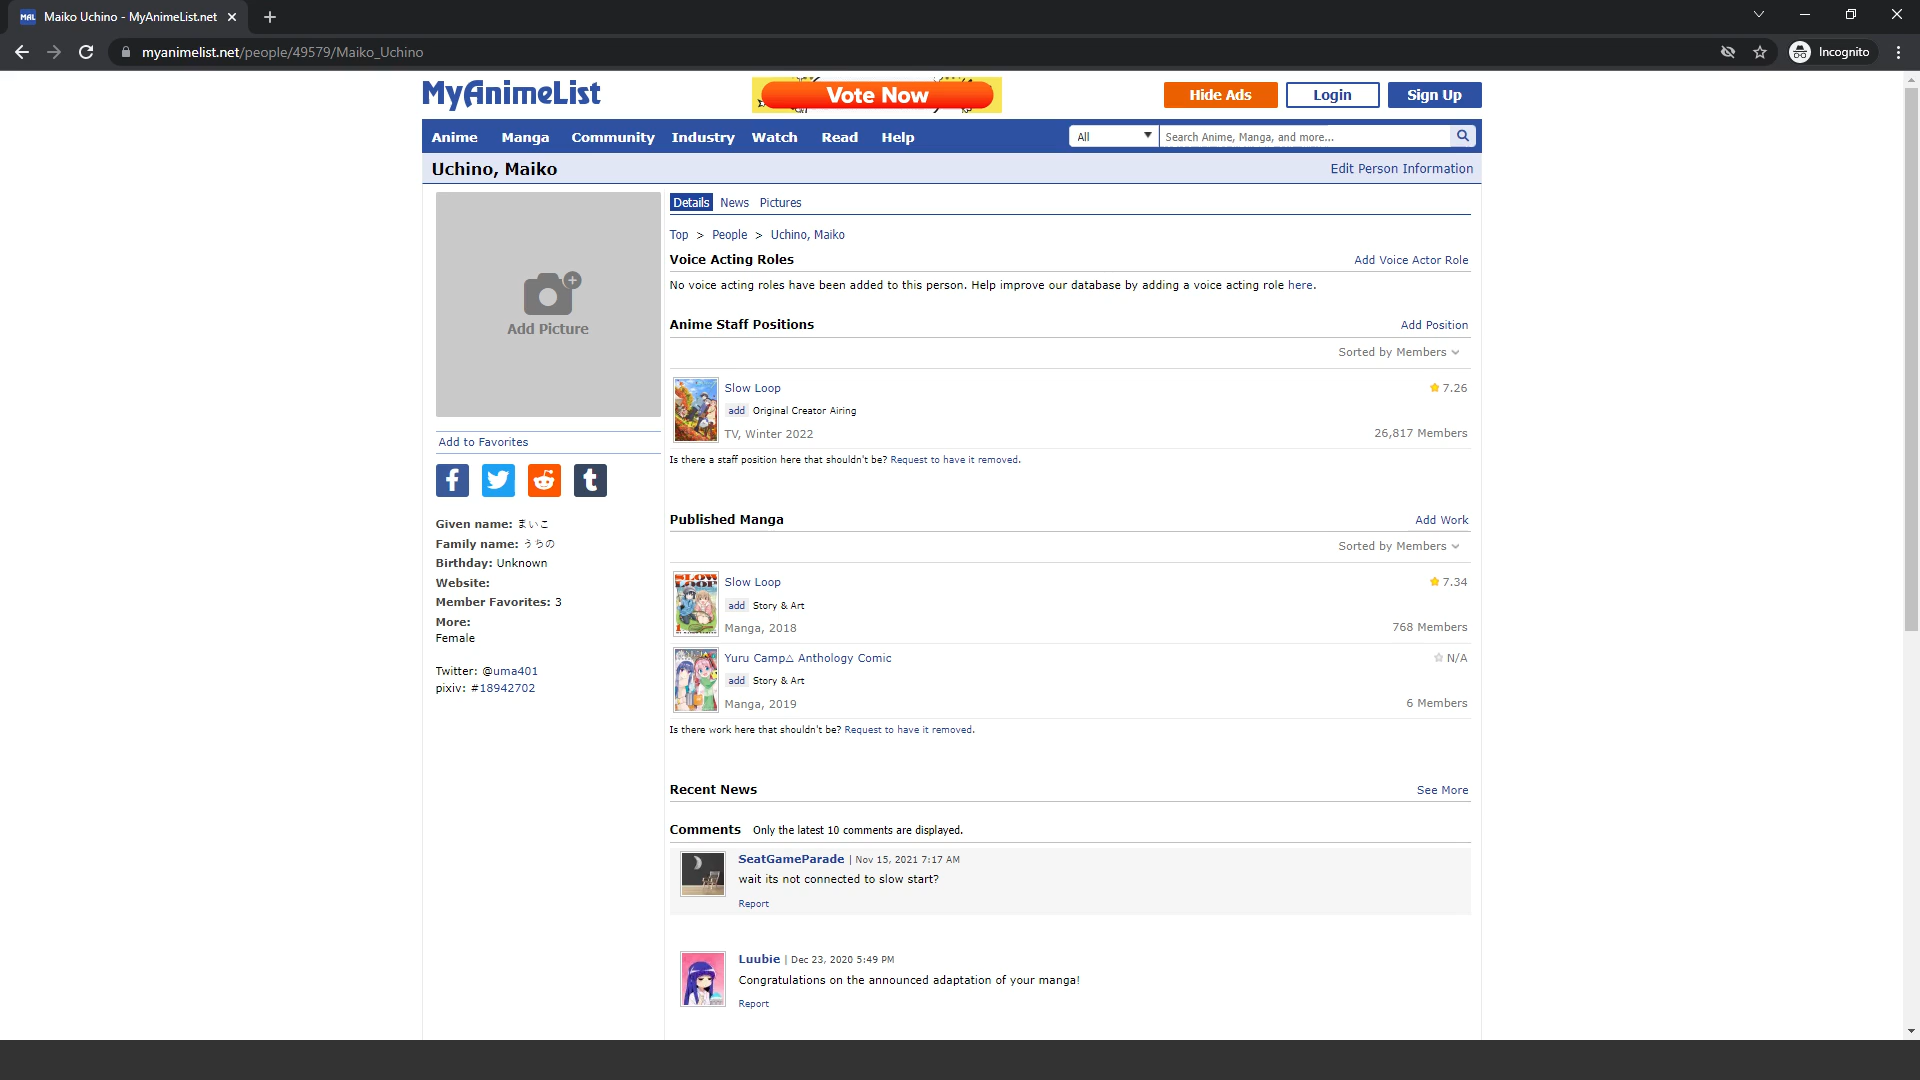 MAL Maiko Uchino - MyAnimeList.net
myanimelist.net/people/49579/Maiko_Uchino
Incognito
MyAnimeList
Vote Now
Hide Ads
Login
Sign Up
Anime Manga Community Industry Watch Read Help
All
Search Anime, Manga, and more...
Uchino, Maiko
Edit Person Information
Add Picture
Add to Favorites
Given name: まいこ
Family name: うちの
Birthday: Unknown
Website:
Member Favorites: 3
More:
Female
Twitter: @uma401
pixiv: #18942702
Details News Pictures
Top > People > Uchino, Maiko
Voice Acting Roles
Add Voice Actor Role
No voice acting roles have been added to this person. Help improve our database by adding a voice acting role here.
Anime Staff Positions
Add Position
Sorted by Members
Slow Loop
7.26
add Original Creator Airing
TV, Winter 2022
26,817 Members
Is there a staff position here that shouldn't be? Request to have it removed.
Published Manga
Add Work
Sorted by Members
SLOW
LOOP
1
Slow Loop
7.34
add Story & Art
Manga, 2018
768 Members
Yuru Camp△ Anthology Comic
N/A
add Story & Art
Manga, 2019
6 Members
Is there work here that shouldn't be? Request to have it removed.
Recent News
See More
Comments Only the latest 10 comments are displayed.
SeatGameParade | Nov 15, 2021 7:17 AM
wait its not connected to slow start?
Report
Luubie | Dec 23, 2020 5:49 PM
Congratulations on the announced adaptation of your manga!
Report